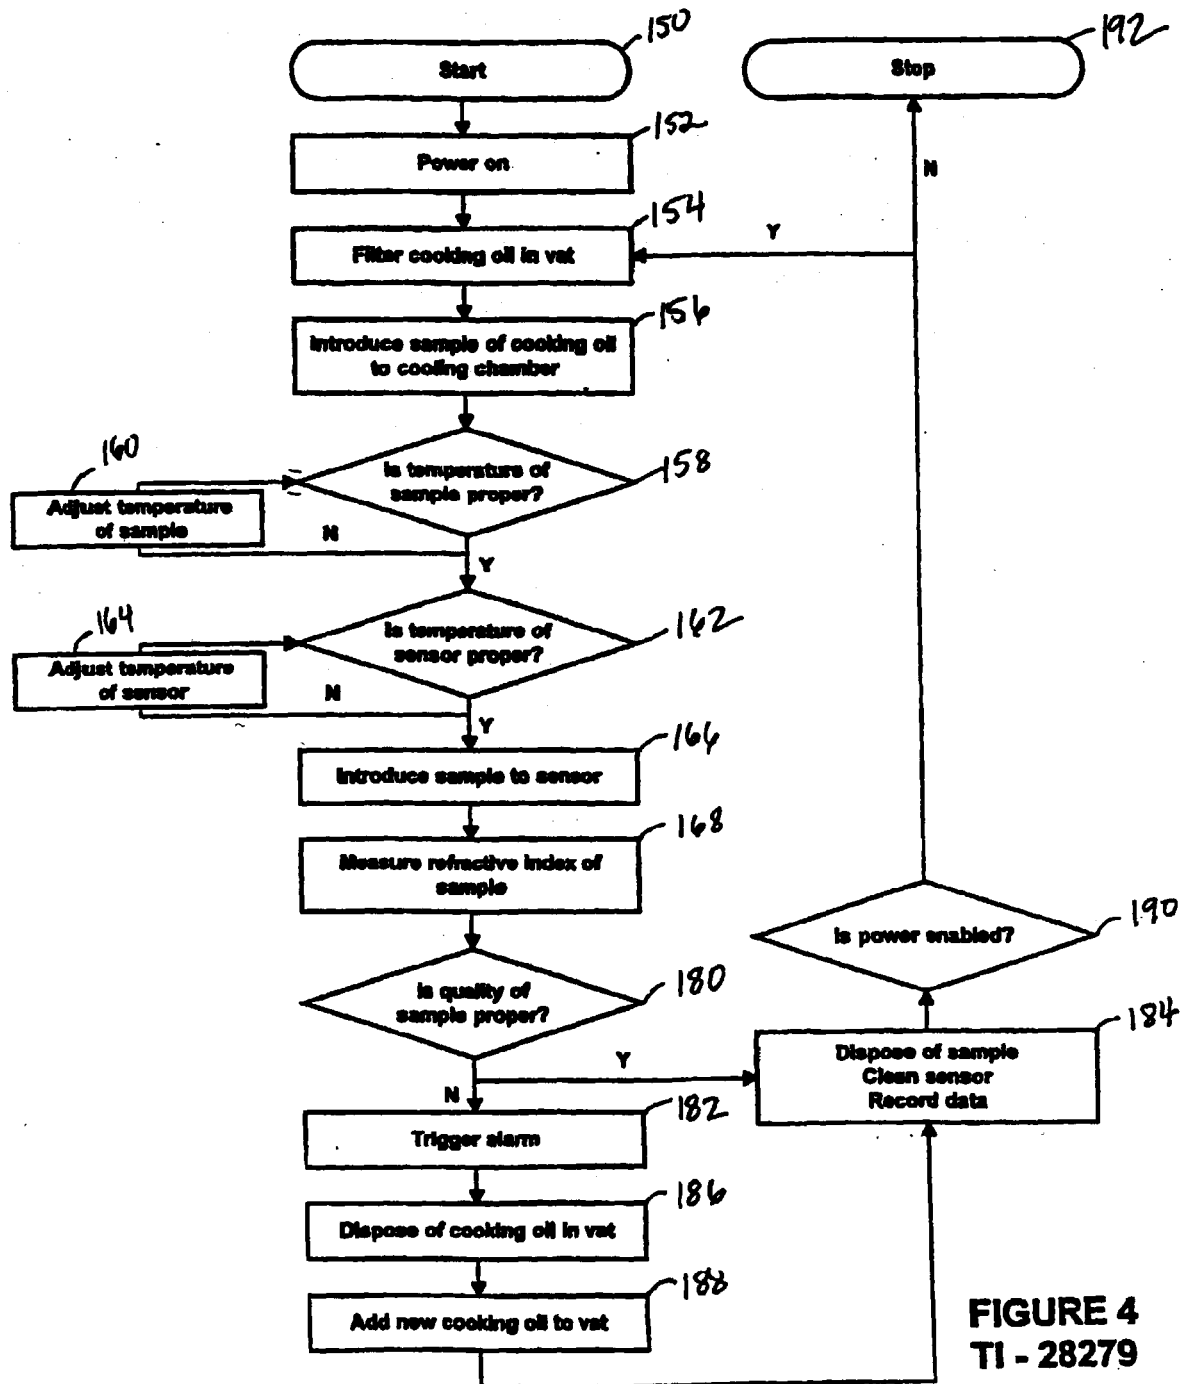 150
Start
192
Stop
152
Power on
N
154
Filter cooking oil in vat
Y
156
Introduce sample of cooking oil
to cooling chamber
160
158
Is temperature of
sample proper?
Adjust temperature
of sample
N
Y
164
162
Is temperature of
sensor proper?
Adjust temperature
of sensor
N
Y
166
Introduce sample to sensor
168
Measure refractive index of
sample
190
Is power enabled?
180
Is quality of
sample proper?
184
Dispose of sample
Clean sensor
Record data
Y
N
182
Trigger alarm
186
Dispose of cooking oil in vat
188
Add new cooking oil to vat
FIGURE 4
TI - 28279